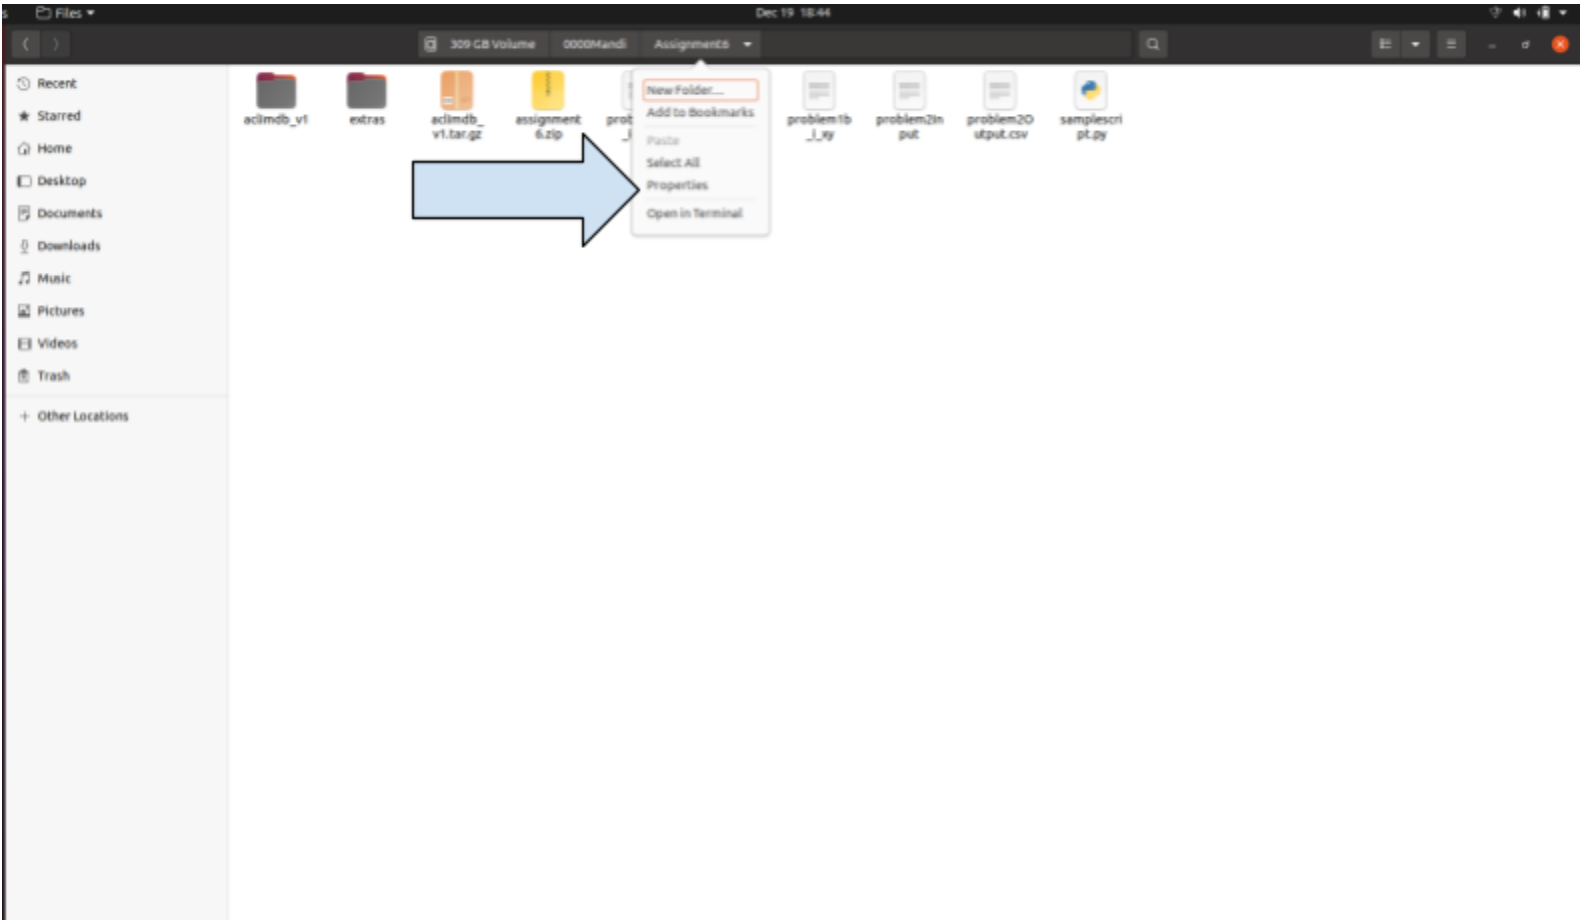 Files
Dec 19 18:44
309 GB Volume
0000Mandi
Assignment6
Recent
Starred
Home
Desktop
Documents
Downloads
Music
Pictures
Videos
Trash
Other Locations
aclimdb_v1
extras
aclimdb_
v1.tar.gz
assignment
6.zip
New Folder...
Add to Bookmarks
Paste
Select All
Properties
Open in Terminal
problem1b
_i_xy
problem2in
put
problem2O
utput.csv
samplescri
pt.py